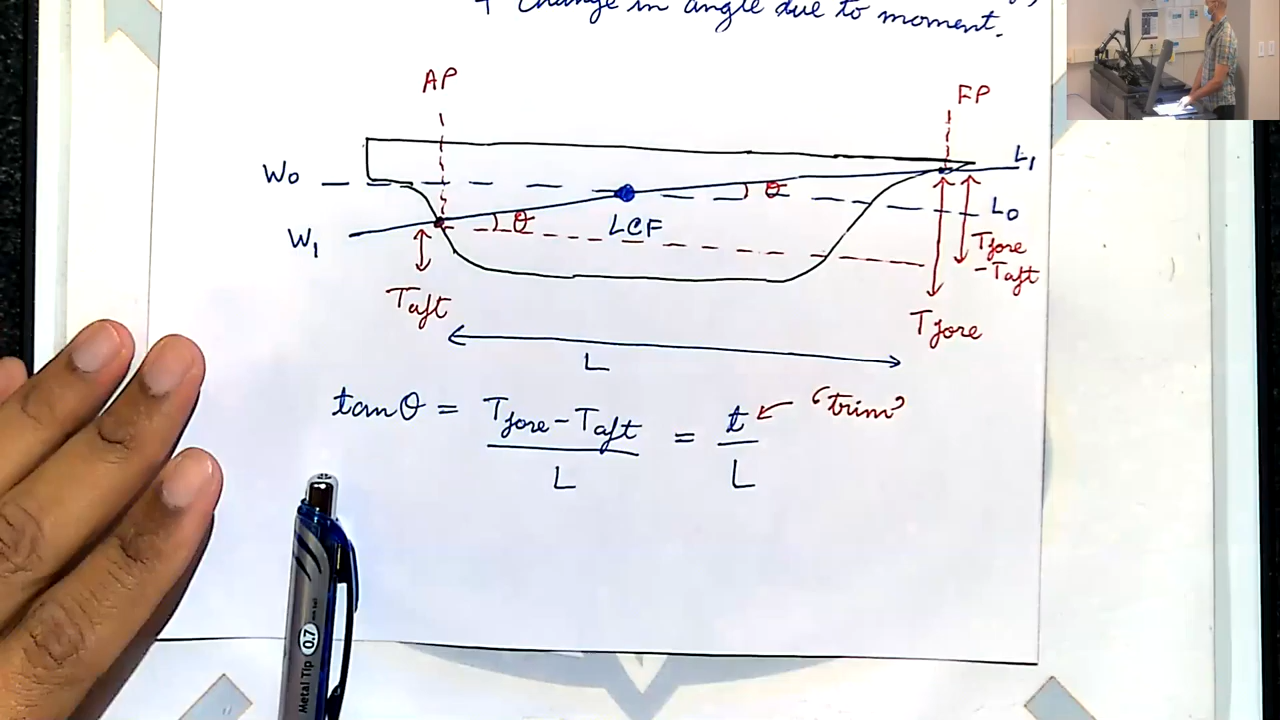 + Change in angle due to moment.
AP
FP
W0
L1
W1
θ
LCF
θ
L0
Taft
Tfore
-Taft
Tfore
L
tanθ = Tfore-Taft / L = t / L ← 'trim'
Metal Tip 0.7